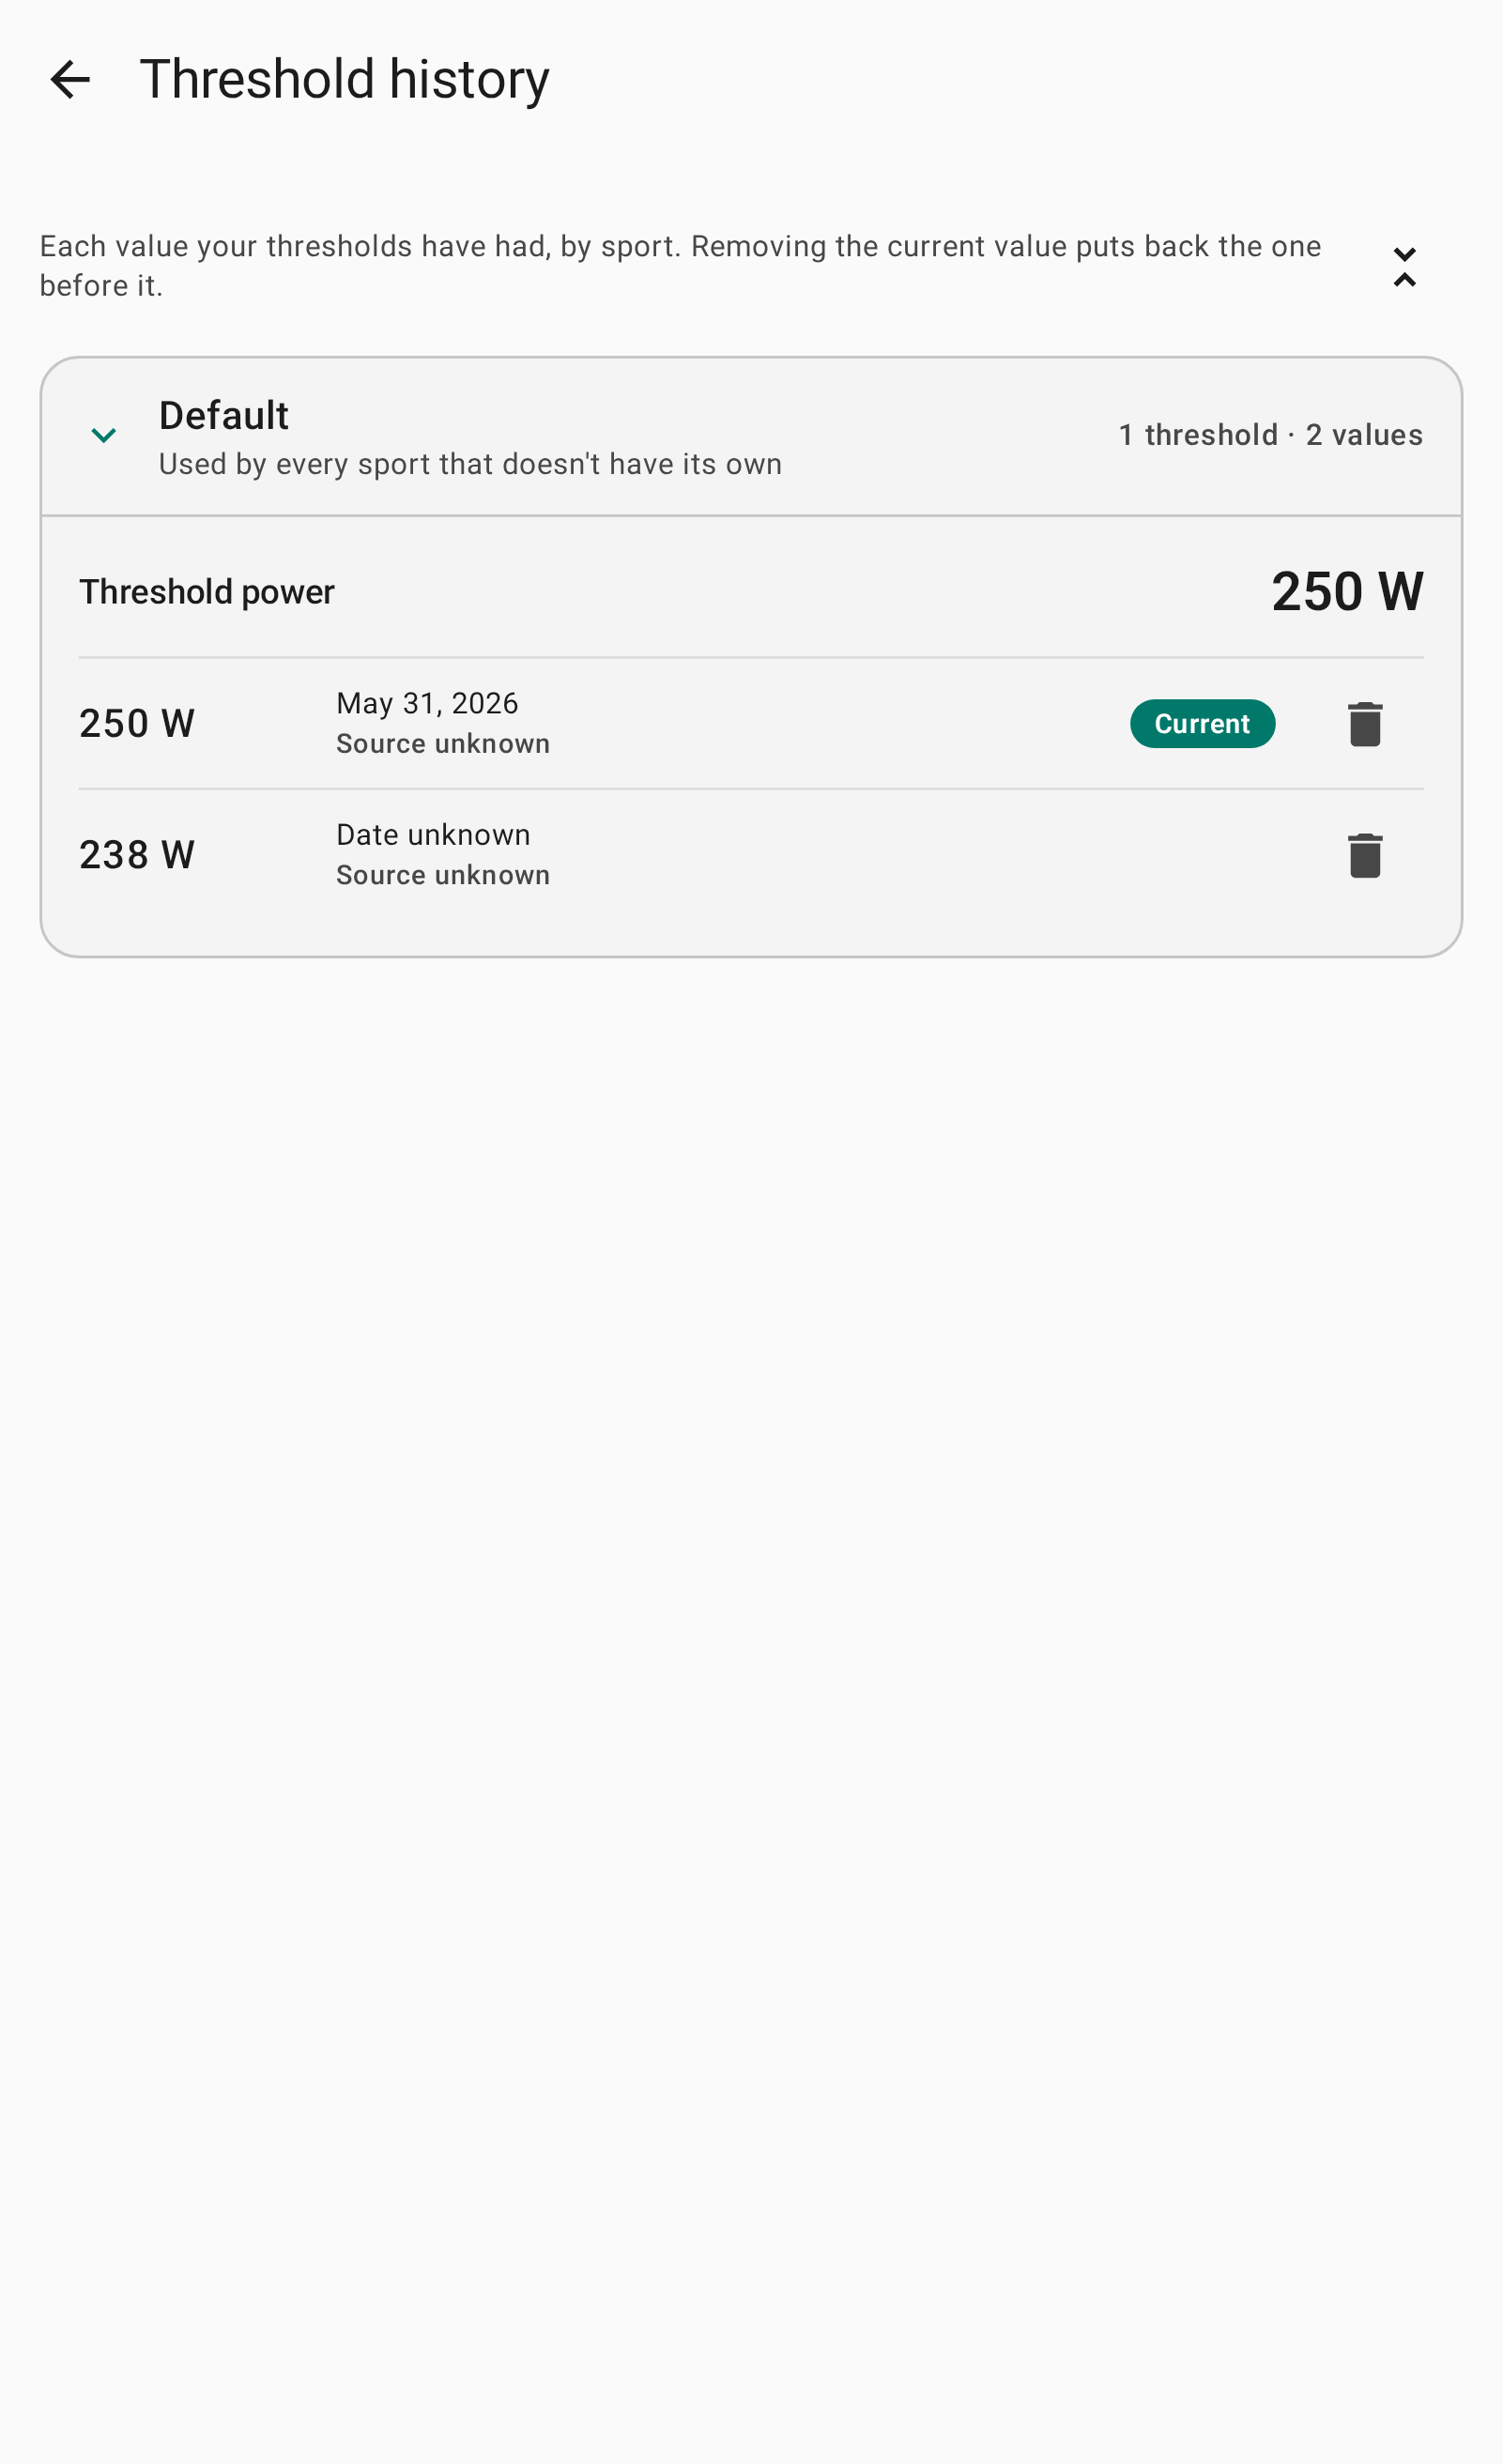 Threshold history
Each value your thresholds have had, by sport. Removing the current value puts back the one
before it.
Default
Used by every sport that doesn't have its own
1 threshold · 2 values
Threshold power
250 W
250 W
May 31, 2026
Source unknown
Current
238 W
Date unknown
Source unknown